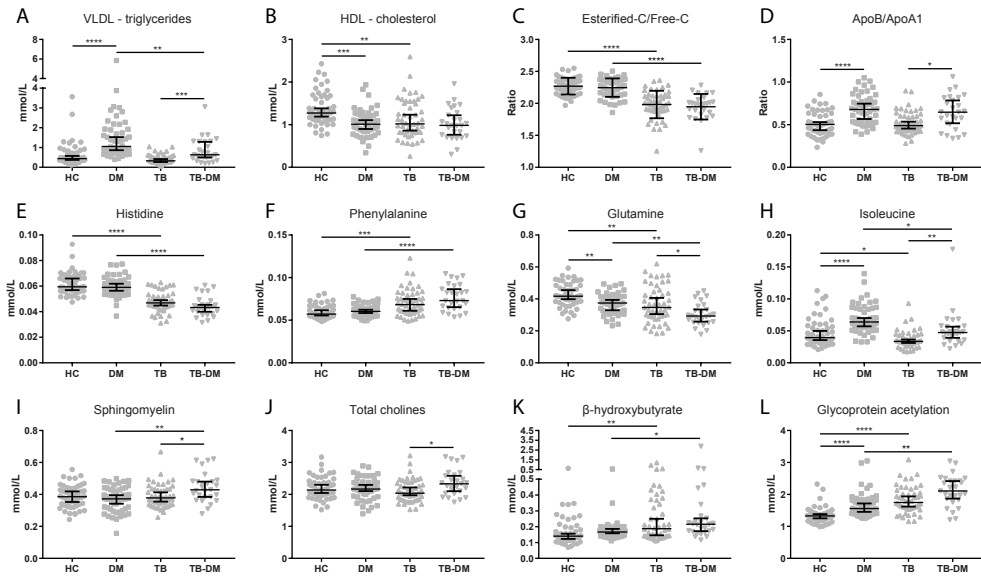 A VLDL - triglycerides
mmol/L
8
6
4
2
2
1
0
**** ** ***
HC DM TB TB-DM
B HDL - cholesterol
mmol/L
3
2
1
0
** ***
HC DM TB TB-DM
C Esterified-C/Free-C
Ratio
3.0
2.5
2.0
1.5
1.0
**** ****
HC DM TB TB-DM
D ApoB/ApoA1
Ratio
1.5
1.0
0.5
0.0
**** *
HC DM TB TB-DM
E Histidine
mmol/L
0.10
0.08
0.06
0.04
0.02
0.00
**** ****
HC DM TB TB-DM
F Phenylalanine
mmol/L
0.15
0.10
0.05
0.00
*** ****
HC DM TB TB-DM
G Glutamine
mmol/L
0.8
0.6
0.4
0.2
0.0
** ** ** *
HC DM TB TB-DM
H Isoleucine
mmol/L
0.20
0.15
0.10
0.05
0.00
* ** * ****
HC DM TB TB-DM
I Sphingomyelin
mmol/L
0.8
0.6
0.4
0.2
0.0
** *
HC DM TB TB-DM
J Total cholines
mmol/L
4
3
2
1
0
*
HC DM TB TB-DM
K β-hydroxybutyrate
mmol/L
4.5
3.5
2.5
1.5
0.5
0.5
0.4
0.3
0.2
0.1
0.0
** *
HC DM TB TB-DM
L Glycoprotein acetylation
mmol/L
4
3
2
1
0
**** **** **
HC DM TB TB-DM